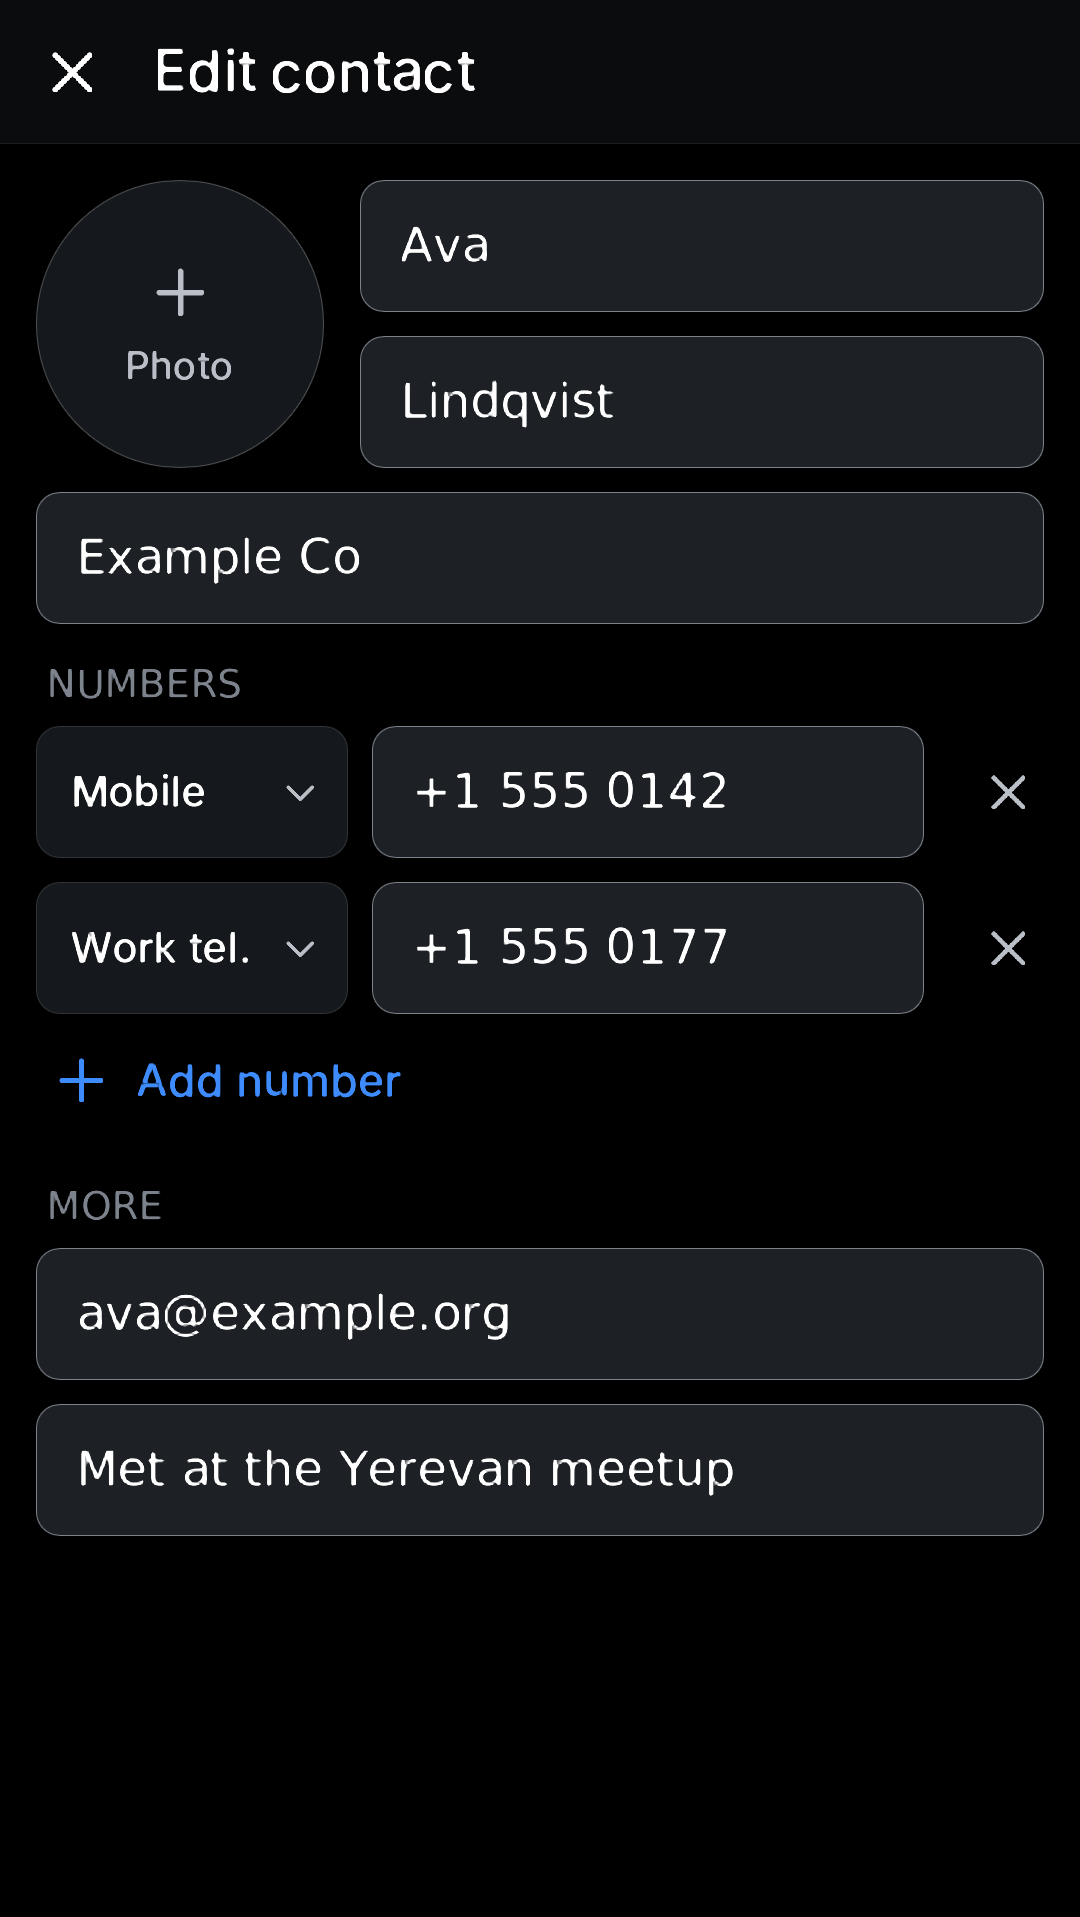 Edit contact
Photo
Ava
Lindqvist
Example Co
NUMBERS
Mobile
+1 555 0142
Work tel.
+1 555 0177
Add number
MORE
ava@example.org
Met at the Yerevan meetup